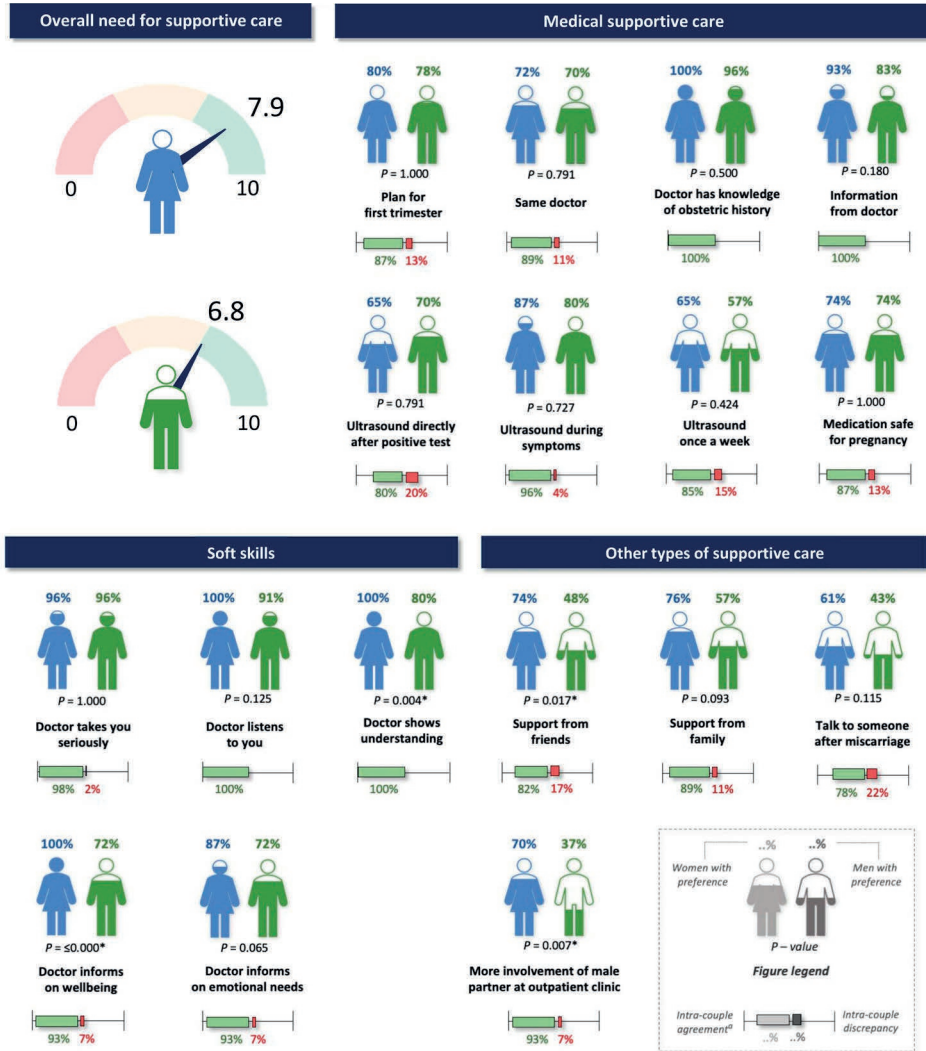 Overall need for supportive care
7.9
0
10
6.8
0
10
Medical supportive care
80% 78%
P = 1.000
Plan for
first trimester
87% 13%
72% 70%
P = 0.791
Same doctor
89% 11%
100% 96%
P = 0.500
Doctor has knowledge
of obstetric history
100%
93% 83%
P = 0.180
Information
from doctor
100%
65% 70%
P = 0.791
Ultrasound directly
after positive test
80% 20%
87% 80%
P = 0.727
Ultrasound during
symptoms
96% 4%
65% 57%
P = 0.424
Ultrasound
once a week
85% 15%
74% 74%
P = 1.000
Medication safe
for pregnancy
87% 13%
Soft skills
96% 96%
P = 1.000
Doctor takes you
seriously
98% 2%
100% 91%
P = 0.125
Doctor listens
to you
100%
100% 80%
P = 0.004*
Doctor shows
understanding
100%
100% 72%
P = ≤0.000*
Doctor informs
on wellbeing
93% 7%
87% 72%
P = 0.065
Doctor informs
on emotional needs
93% 7%
Other types of supportive care
74% 48%
P = 0.017*
Support from
friends
82% 17%
76% 57%
P = 0.093
Support from
family
89% 11%
61% 43%
P = 0.115
Talk to someone
after miscarriage
78% 22%
70% 37%
P = 0.007*
More involvement of male
partner at outpatient clinic
93% 7%
..% ..%
Women with
preference
Men with
preference
P – value
Figure legend
Intra-couple
agreementᵃ
Intra-couple
discrepancy
..% ..%